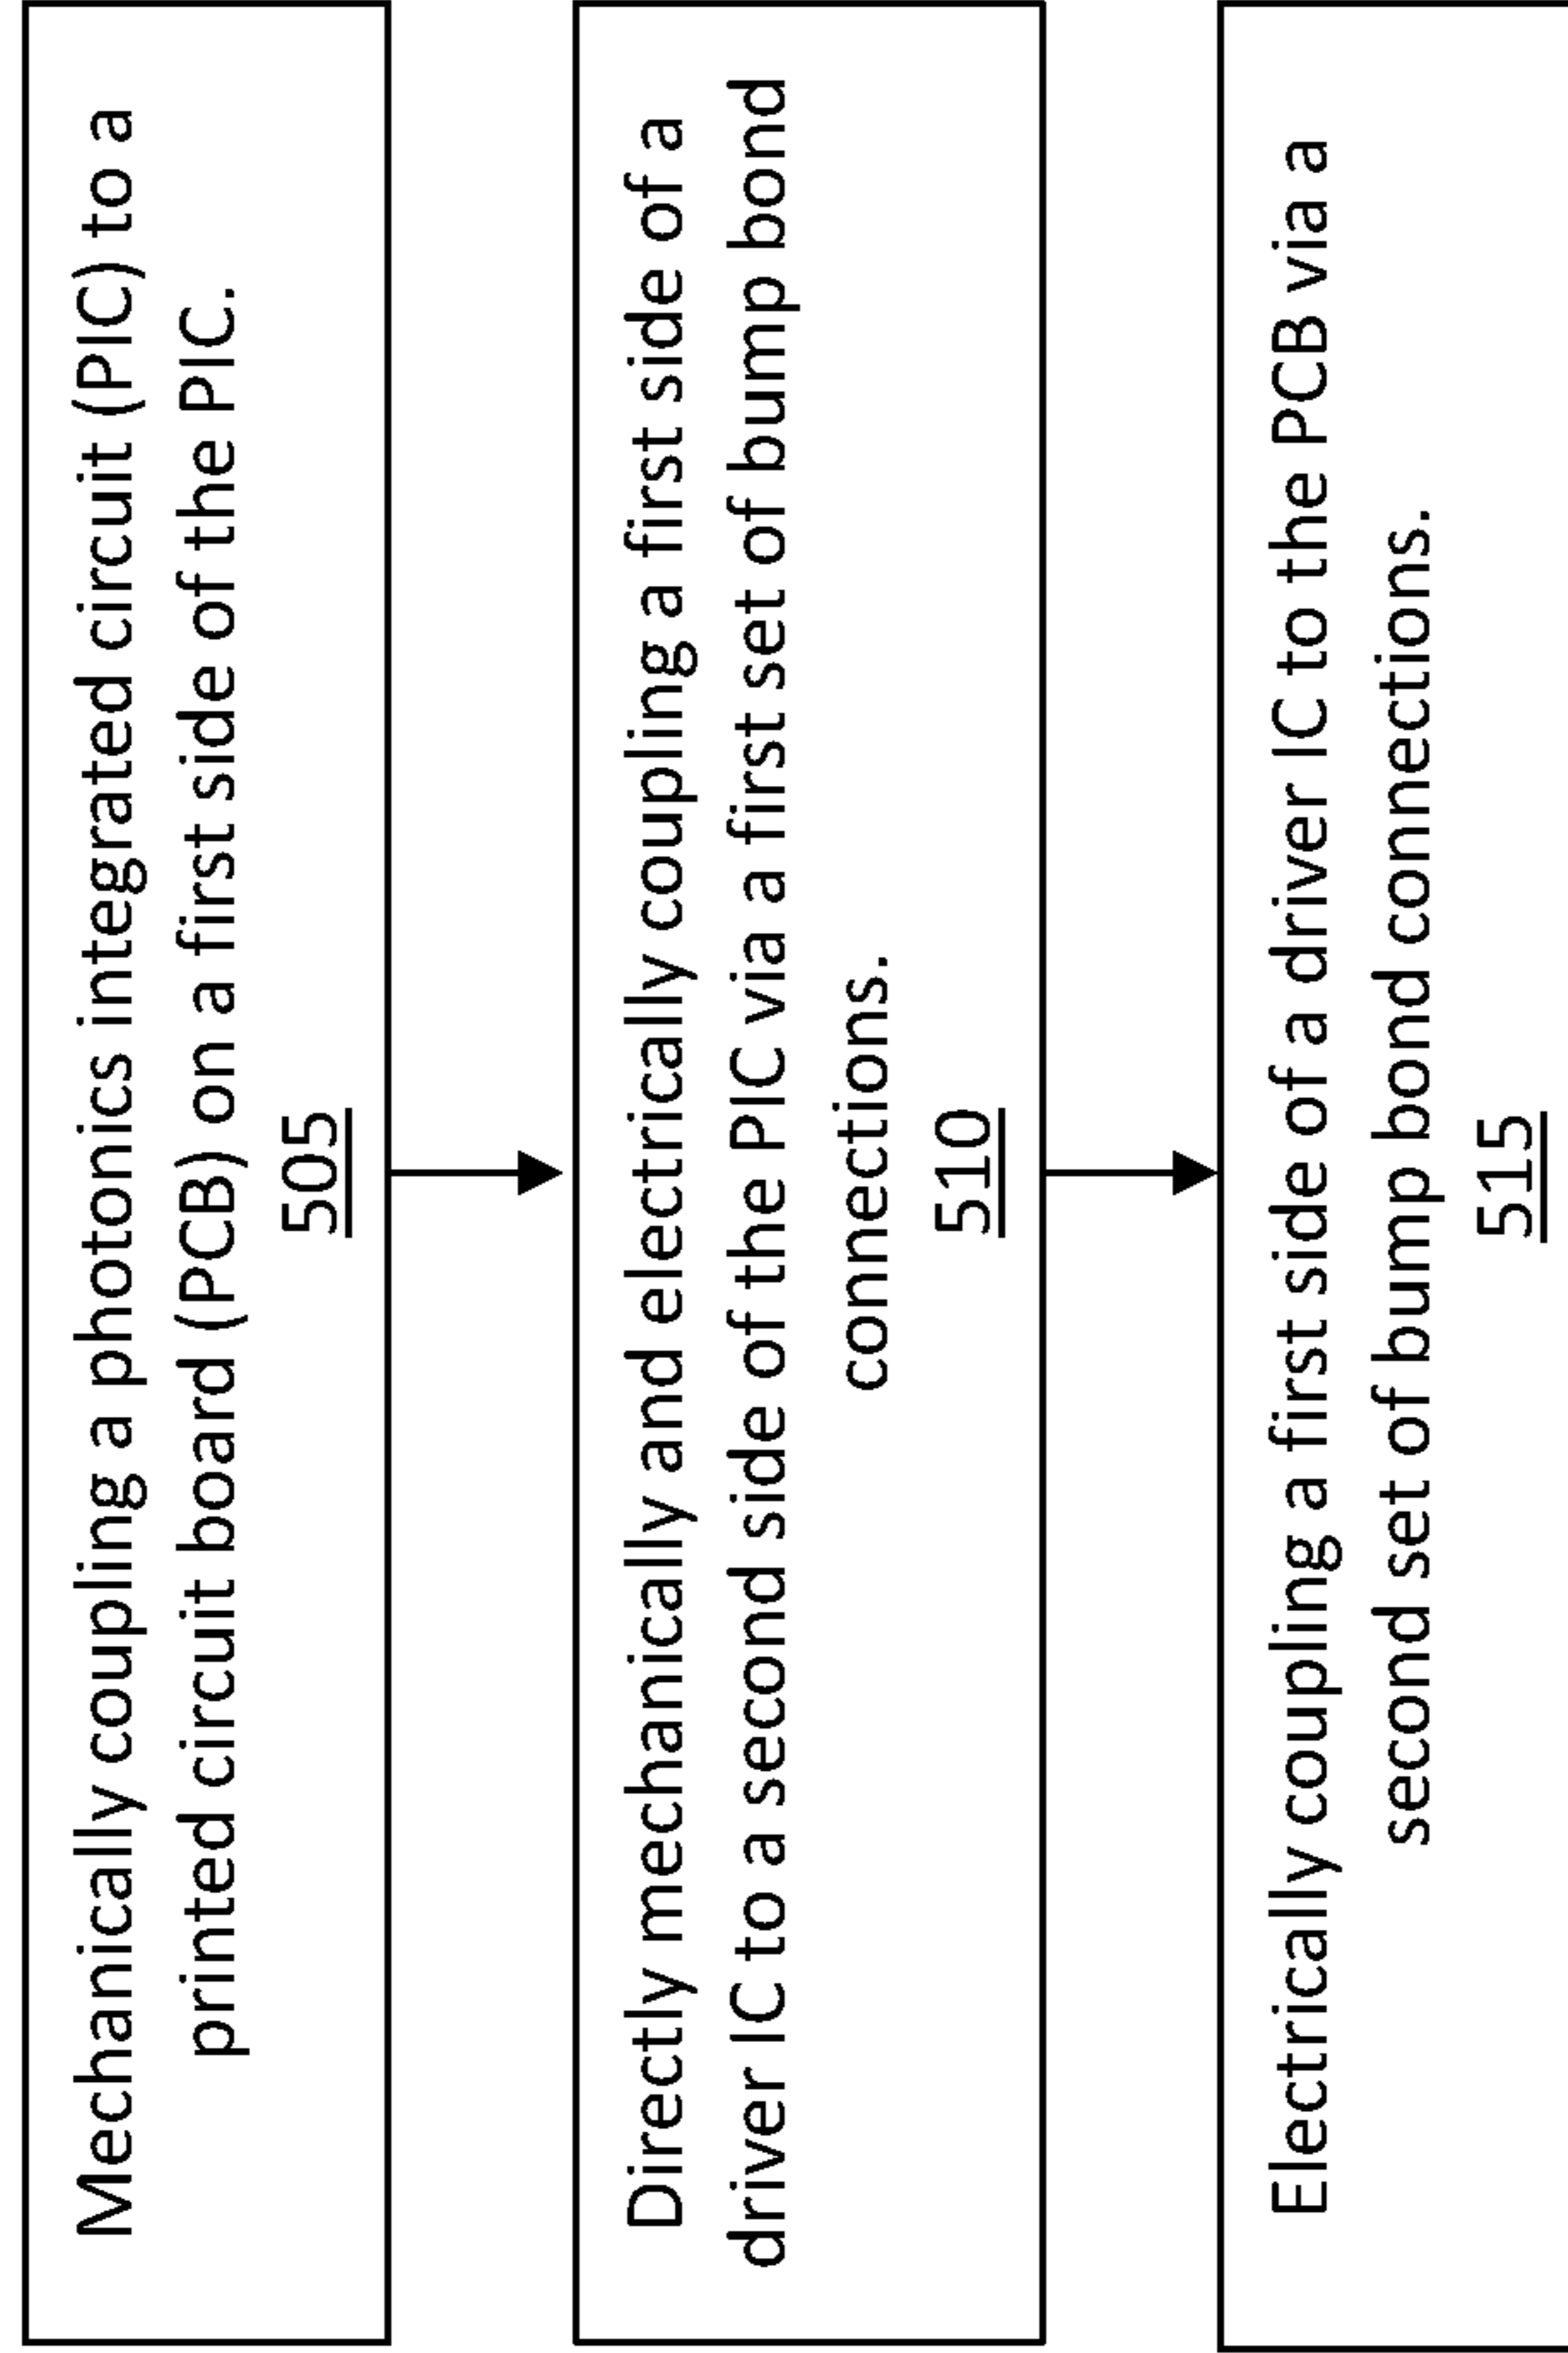 Mechanically coupling a photonics integrated circuit (PIC) to a
printed circuit board (PCB) on a first side of the PIC.
505
Directly mechanically and electrically coupling a first side of a
driver IC to a second side of the PIC via a first set of bump bond
connections.
510
Electrically coupling a first side of a driver IC to the PCB via a
second set of bump bond connections.
515